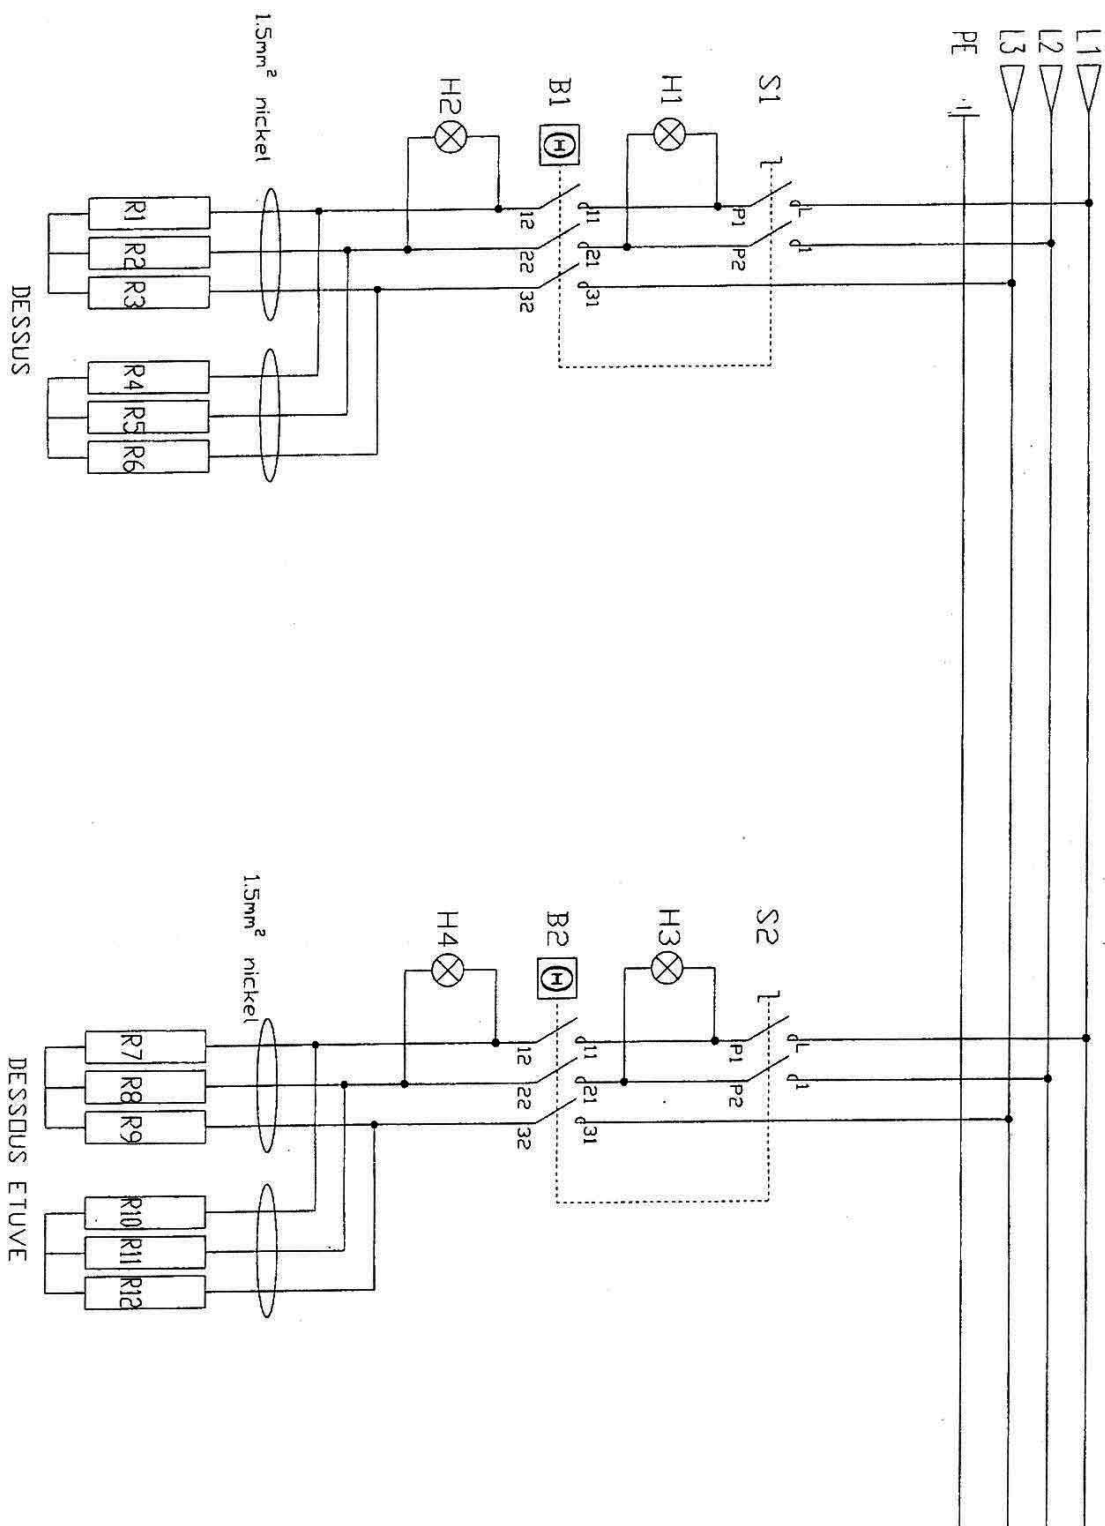 L1
L2
L3
PE
S1
L 1
P1 P2
H1
B1
Θ
11 21 31
12 22 32
H2
1.5mm² nickel
R1 R2 R3 R4 R5 R6
DESSUS
S2
L 1
P1 P2
H3
B2
Θ
11 21 31
12 22 32
H4
1.5mm² nickel
R7 R8 R9 R10 R11 R12
DESSOUS ETUVE